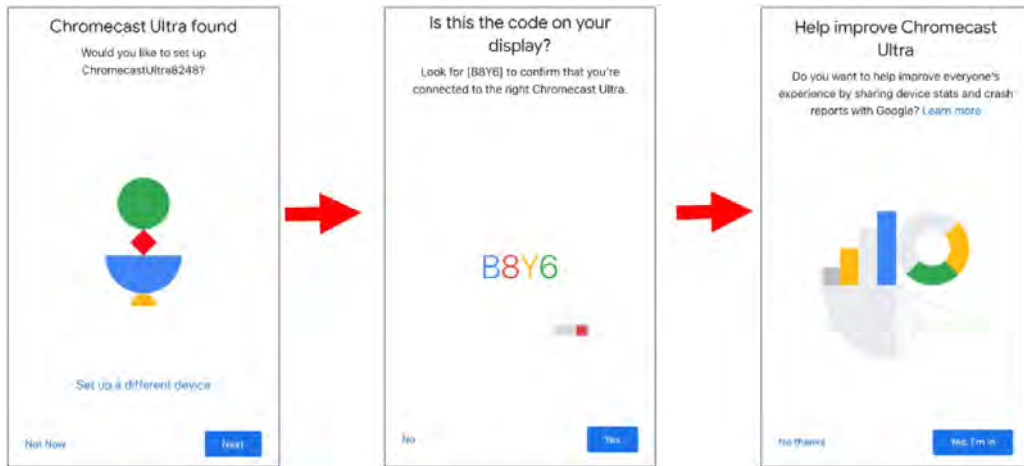 Chromecast Ultra found
Would you like to set up
ChromecastUltra8248?
Set up a different device
Not Now
Next
Is this the code on your
display?
Look for [B8Y6] to confirm that you're
connected to the right Chromecast Ultra.
B8Y6
No
Yes
Help improve Chromecast
Ultra
Do you want to help improve everyone's
experience by sharing device stats and crash
reports with Google? Learn more
No thanks
Yes, I'm in